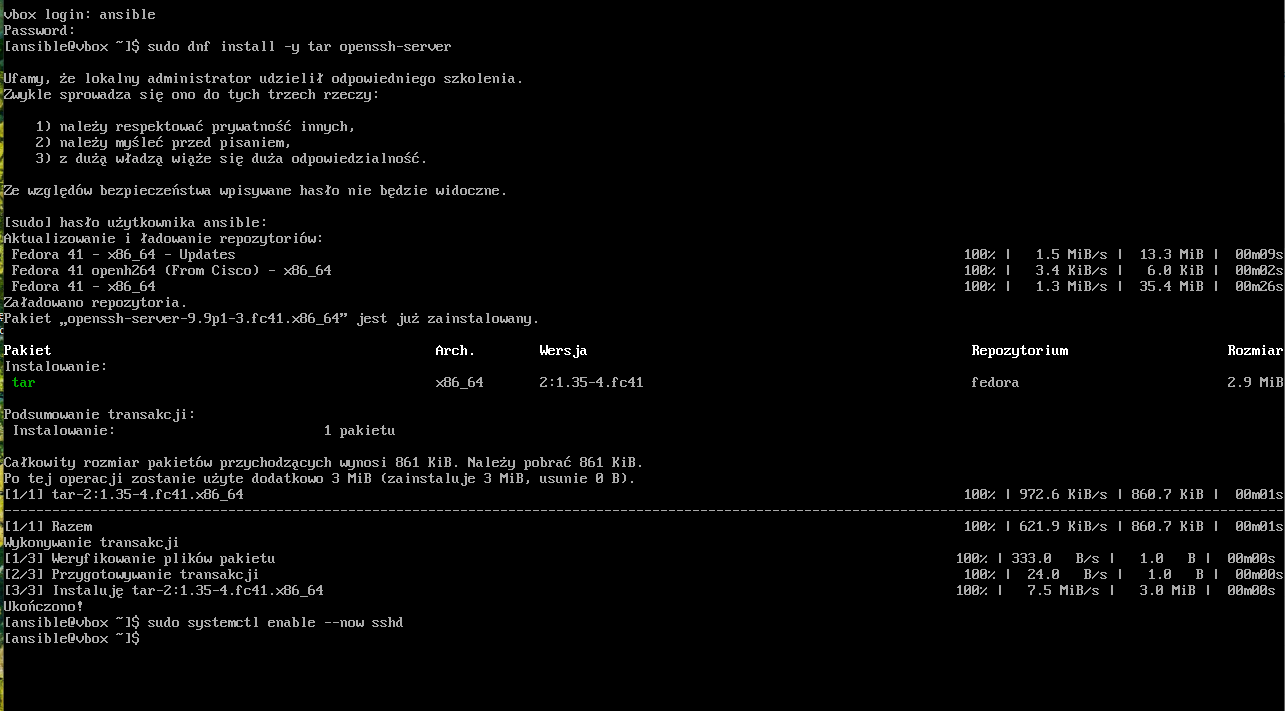 vbox login: ansible
Password:
[ansible@vbox ~]$ sudo dnf install -y tar openssh-server
Ufamy, że lokalny administrator udzielił odpowiedniego szkolenia.
Zwykle sprowadza się ono do tych trzech rzeczy:
1) należy respektować prywatność innych,
2) należy myśleć przed pisaniem,
3) z dużą władzą wiąże się duża odpowiedzialność.
Ze względów bezpieczeństwa wpisywane hasło nie będzie widoczne.
[sudo] hasło użytkownika ansible:
Aktualizowanie i ładowanie repozytoriów:
Fedora 41 - x86_64 - Updates 100% | 1.5 MiB/s | 13.3 MiB | 00m09s
Fedora 41 openh264 (From Cisco) - x86_64 100% | 3.4 KiB/s | 6.0 KiB | 00m02s
Fedora 41 - x86_64 100% | 1.3 MiB/s | 35.4 MiB | 00m26s
Załadowano repozytoria.
Pakiet „openssh-server-9.9p1-3.fc41.x86_64” jest już zainstalowany.
Pakiet Arch. Wersja Repozytorium Rozmiar
Instalowanie:
tar x86_64 2:1.35-4.fc41 fedora 2.9 MiB
Podsumowanie transakcji:
Instalowanie: 1 pakietu
Całkowity rozmiar pakietów przychodzących wynosi 861 KiB. Należy pobrać 861 KiB.
Po tej operacji zostanie użyte dodatkowo 3 MiB (zainstaluje 3 MiB, usunie 0 B).
[1/1] tar-2:1.35-4.fc41.x86_64 100% | 972.6 KiB/s | 860.7 KiB | 00m01s
[1/1] Razem 100% | 621.9 KiB/s | 860.7 KiB | 00m01s
Wykonywanie transakcji
[1/3] Weryfikowanie plików pakietu 100% | 333.0 B/s | 1.0 B | 00m00s
[2/3] Przygotowywanie transakcji 100% | 24.0 B/s | 1.0 B | 00m00s
[3/3] Instaluję tar-2:1.35-4.fc41.x86_64 100% | 7.5 MiB/s | 3.0 MiB | 00m00s
Ukończono!
[ansible@vbox ~]$ sudo systemctl enable --now sshd
[ansible@vbox ~]$